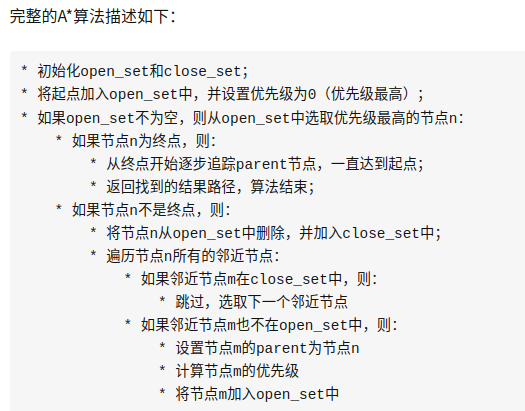 完整的A*算法描述如下：
* 初始化open_set和close_set；
* 将起点加入open_set中，并设置优先级为0（优先级最高）；
* 如果open_set不为空，则从open_set中选取优先级最高的节点n：
* 如果节点n为终点，则：
* 从终点开始逐步追踪parent节点，一直达到起点；
* 返回找到的结果路径，算法结束；
* 如果节点n不是终点，则：
* 将节点n从open_set中删除，并加入close_set中；
* 遍历节点n所有的邻近节点：
* 如果邻近节点m在close_set中，则：
* 跳过，选取下一个邻近节点
* 如果邻近节点m也不在open_set中，则：
* 设置节点m的parent为节点n
* 计算节点m的优先级
* 将节点m加入open_set中